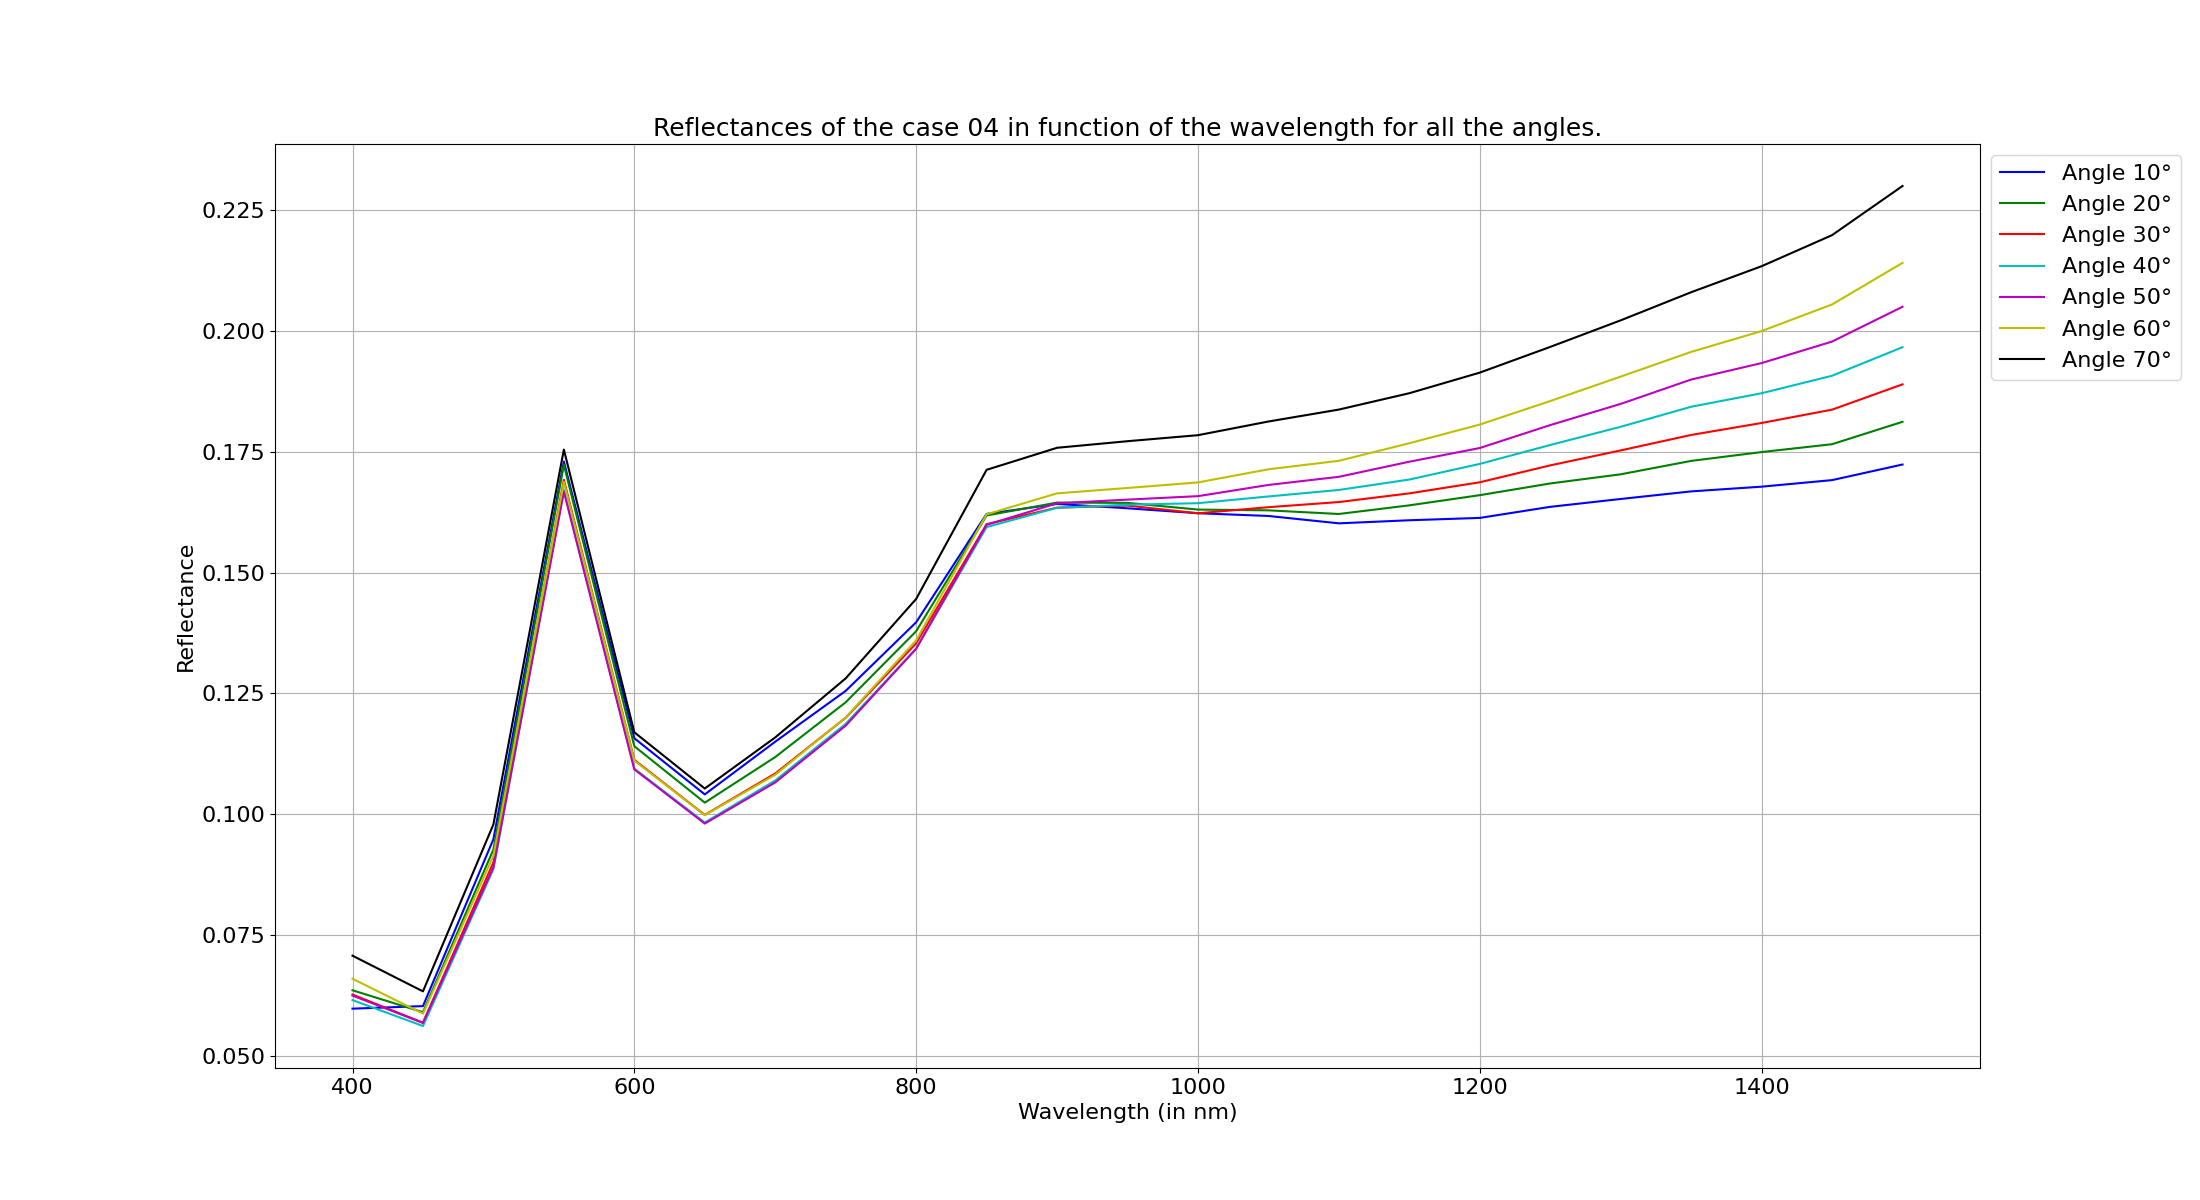 Reflectances of the case 04 in function of the wavelength for all the angles.
Angle 10°
Angle 20°
Angle 30°
Angle 40°
Angle 50°
Angle 60°
Angle 70°
Reflectance
0.225
0.200
0.175
0.150
0.125
0.100
0.075
0.050
400 600 800 1000 1200 1400
Wavelength (in nm)